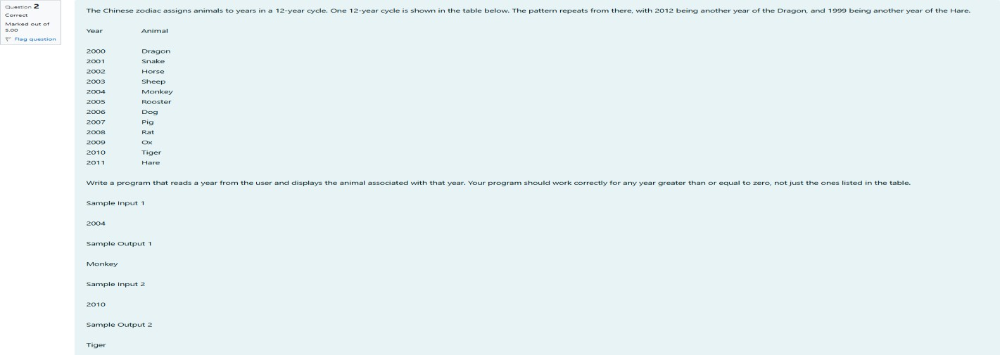 Question 2
Correct
Marked out of
5.00
Flag question
The Chinese zodiac assigns animals to years in a 12-year cycle. One 12-year cycle is shown in the table below. The pattern repeats from there, with 2012 being another year of the Dragon, and 1999 being another year of the Hare.
Year Animal
2000 Dragon
2001 Snake
2002 Horse
2003 Sheep
2004 Monkey
2005 Rooster
2006 Dog
2007 Pig
2008 Rat
2009 Ox
2010 Tiger
2011 Hare
Write a program that reads a year from the user and displays the animal associated with that year. Your program should work correctly for any year greater than or equal to zero, not just the ones listed in the table.
Sample Input 1
2004
Sample Output 1
Monkey
Sample Input 2
2010
Sample Output 2
Tiger